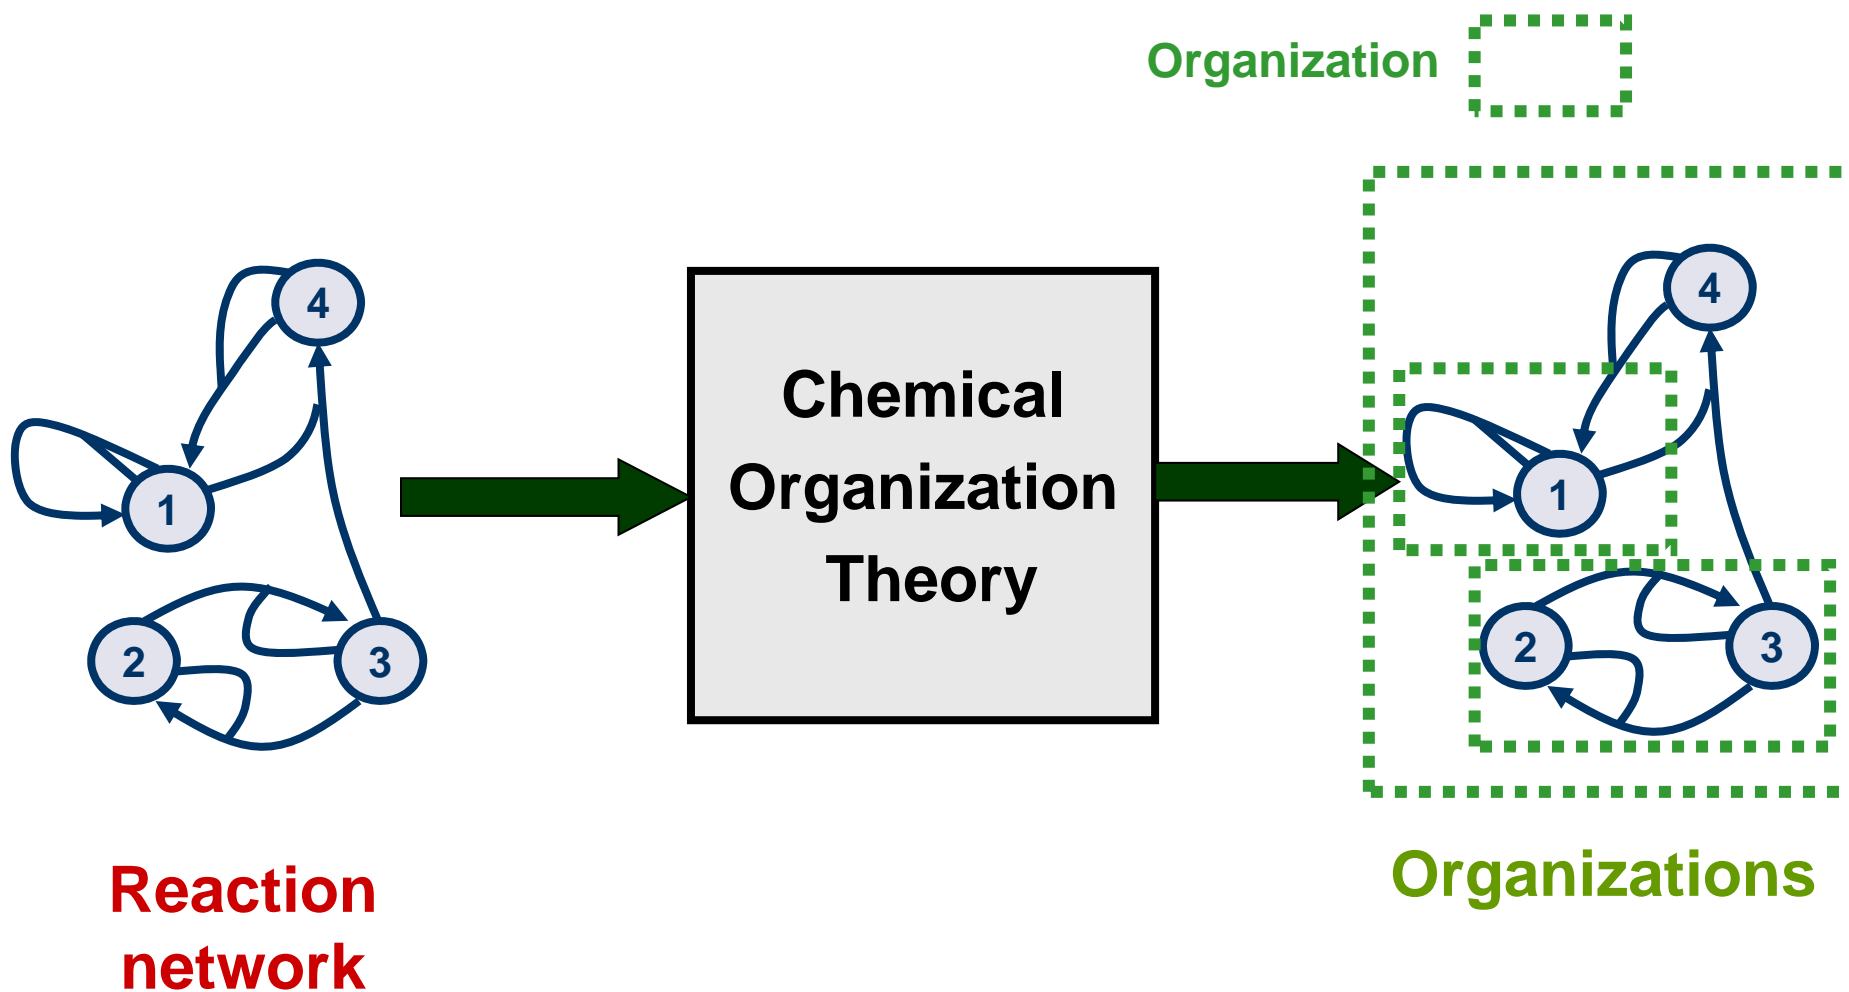 Organization
4
1
2
3
Chemical
Organization
Theory
4
1
2
3
Reaction
network
Organizations